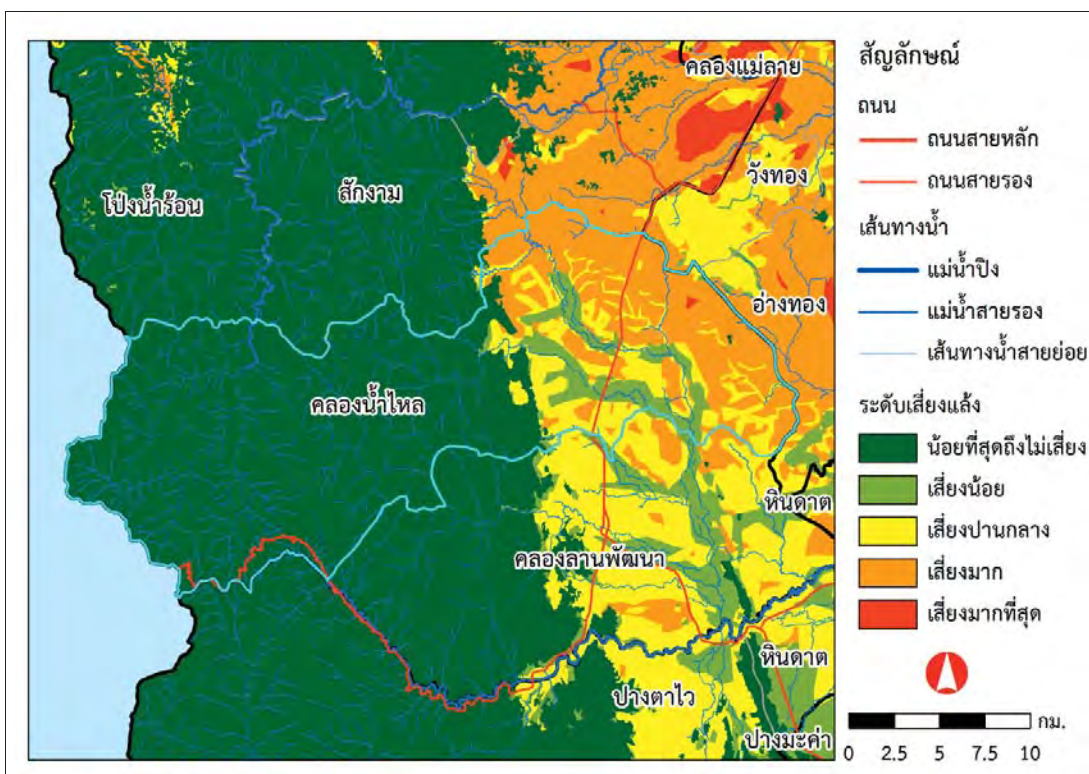 คลองแม่ลาย
วังทอง
โป่งน้ำร้อน
สักงาม
อ่างทอง
คลองน้ำไหล
หินดาต
คลองลานพัฒนา
หินดาต
ปางตาไว
ปางมะค่า
สัญลักษณ์
ถนน
ถนนสายหลัก
ถนนสายรอง
เส้นทางน้ำ
แม่น้ำปิง
แม่น้ำสายรอง
เส้นทางน้ำสายย่อย
ระดับเสี่ยงแล้ง
น้อยที่สุดถึงไม่เสี่ยง
เสี่ยงน้อย
เสี่ยงปานกลาง
เสี่ยงมาก
เสี่ยงมากที่สุด
กม.
0 2.5 5 7.5 10